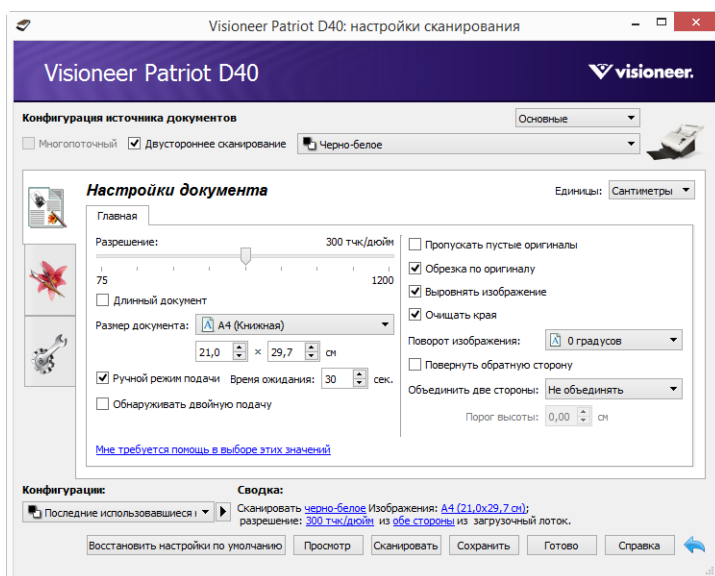 Visioneer Patriot D40: настройки сканирования
Visioneer Patriot D40
visioneer.
Конфигурация источника документов
Основные
Многопоточный
Двустороннее сканирование
Черно-белое
Настройки документа
Единицы: Сантиметры
Главная
Разрешение: 300 тчк/дюйм
75 1200
Длинный документ
Размер документа: A4 (Книжная)
21,0 × 29,7 см
Ручной режим подачи Время ожидания: 30 сек.
Обнаруживать двойную подачу
Мне требуется помощь в выборе этих значений
Пропускать пустые оригиналы
Обрезка по оригиналу
Выровнять изображение
Очищать края
Поворот изображения: 0 градусов
Повернуть обратную сторону
Объединить две стороны: Не объединять
Порог высоты: 0,00 см
Конфигурации:
Последние использовавшиеся
Сводка:
Сканировать черно-белое Изображения: A4 (21,0x29,7 см);
разрешение: 300 тчк/дюйм из обе стороны из загрузочный лоток.
Восстановить настройки по умолчанию Просмотр Сканировать Сохранить Готово Справка